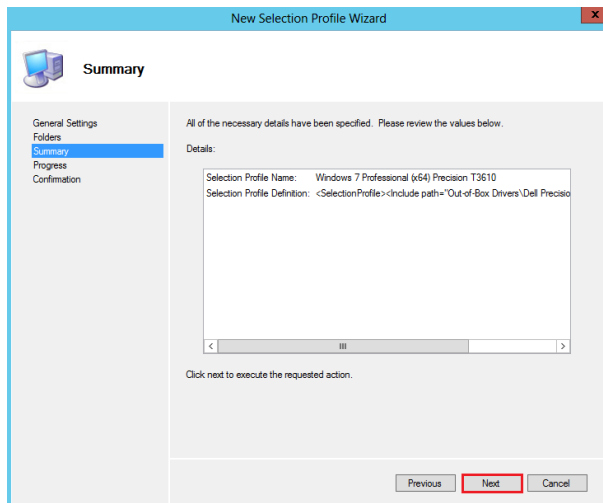 New Selection Profile Wizard
x
Summary
General Settings
Folders
Summary
Progress
Confirmation
All of the necessary details have been specified. Please review the values below.
Details:
Selection Profile Name: Windows 7 Professional (x64) Precision T3610
Selection Profile Definition: <SelectionProfile><Include path="Out-of-Box Drivers\Dell Precisio
Click next to execute the requested action.
Previous Next Cancel